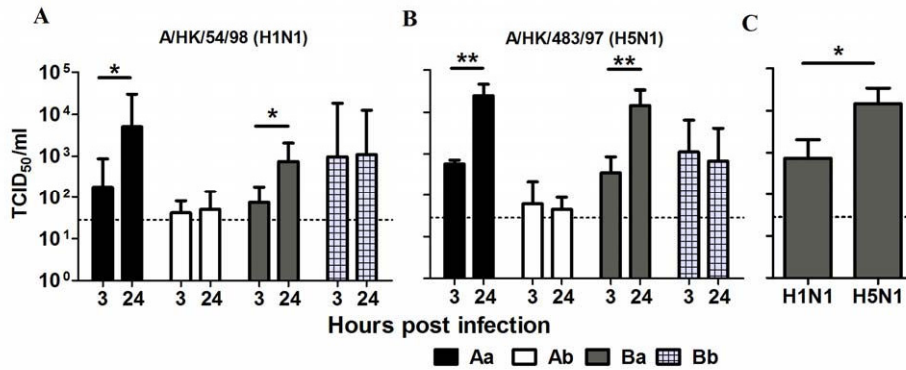 A
A/HK/54/98 (H1N1)
B
A/HK/483/97 (H5N1)
C
TCID50/ml
10^5
10^4
10^3
10^2
10^1
10^0
*
*
**
**
*
3 24 3 24 3 24 3 24
3 24 3 24 3 24 3 24
H1N1 H5N1
Hours post infection
Aa Ab Ba Bb